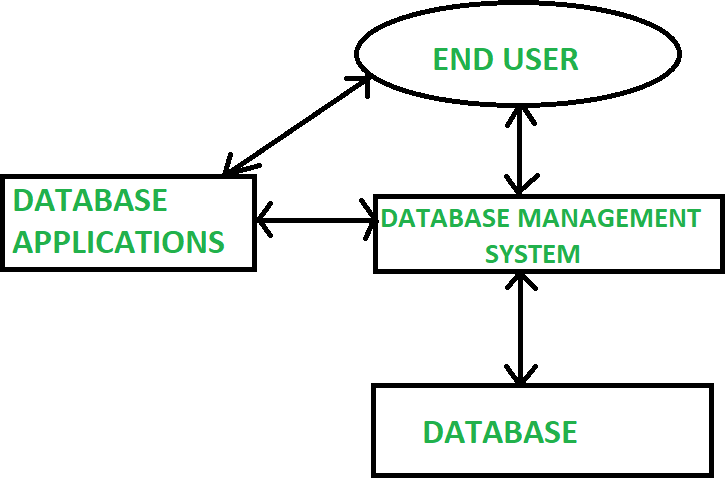 END USER
DATABASE
APPLICATIONS
DATABASE MANAGEMENT
SYSTEM
DATABASE